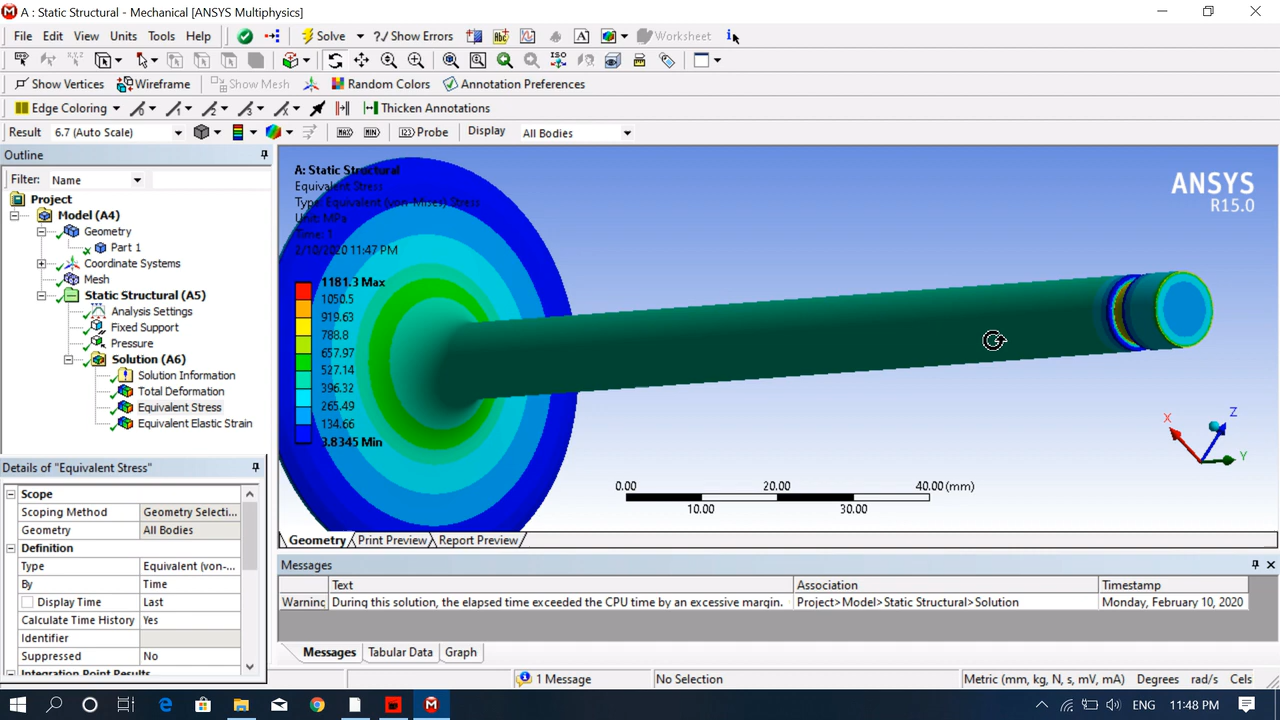 A : Static Structural - Mechanical [ANSYS Multiphysics]
File Edit View Units Tools Help Solve ?/ Show Errors Worksheet
Show Vertices Wireframe Show Mesh Random Colors Annotation Preferences
Edge Coloring Thicken Annotations
Result 6.7 (Auto Scale) MAX MIN 123 Probe Display All Bodies
Outline
Filter: Name
Project
Model (A4)
Geometry
Part 1
Coordinate Systems
Mesh
Static Structural (A5)
Analysis Settings
Fixed Support
Pressure
Solution (A6)
Solution Information
Total Deformation
Equivalent Stress
Equivalent Elastic Strain
Details of "Equivalent Stress"
Scope
Scoping Method Geometry Selecti...
Geometry All Bodies
Definition
Type Equivalent (von-...
By Time
Display Time Last
Calculate Time History Yes
Identifier
Suppressed No
Integration Point Results
A: Static Structural
Equivalent Stress
Type: Equivalent (von-Mises) Stress
Unit: MPa
Time: 1
2/10/2020 11:47 PM
1181.3 Max
1050.5
919.63
788.8
657.97
527.14
396.32
265.49
134.66
3.8345 Min
ANSYS
R15.0
X Z Y
0.00 20.00 40.00 (mm)
10.00 30.00
Geometry Print Preview Report Preview
Messages
Text Association Timestamp
Warning During this solution, the elapsed time exceeded the CPU time by an excessive margin. Project>Model>Static Structural>Solution Monday, February 10, 2020
Messages Tabular Data Graph
1 Message No Selection Metric (mm, kg, N, s, mV, mA) Degrees rad/s Cels
ENG 11:48 PM